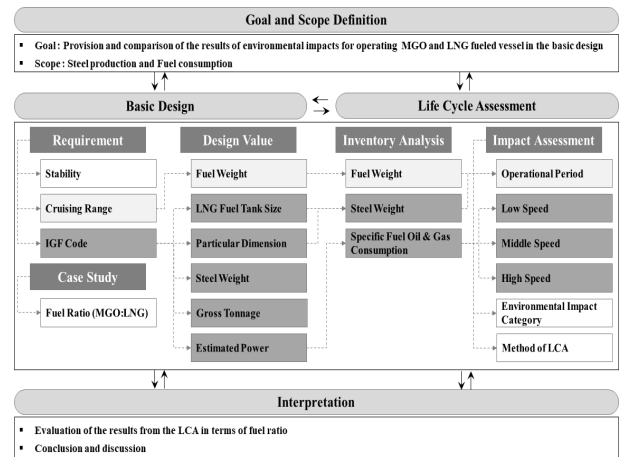 Goal and Scope Definition
▪ Goal : Provision and comparison of the results of environmental impacts for operating MGO and LNG fueled vessel in the basic design
▪ Scope : Steel production and Fuel consumption
Basic Design
Life Cycle Assessment
Requirement
Stability
Cruising Range
IGF Code
Case Study
Fuel Ratio (MGO:LNG)
Design Value
Fuel Weight
LNG Fuel Tank Size
Particular Dimension
Steel Weight
Gross Tonnage
Estimated Power
Inventory Analysis
Fuel Weight
Steel Weight
Specific Fuel Oil & Gas
Consumption
Impact Assessment
Operational Period
Low Speed
Middle Speed
High Speed
Environmental Impact
Category
Method of LCA
Interpretation
▪ Evaluation of the results from the LCA in terms of fuel ratio
▪ Conclusion and discussion